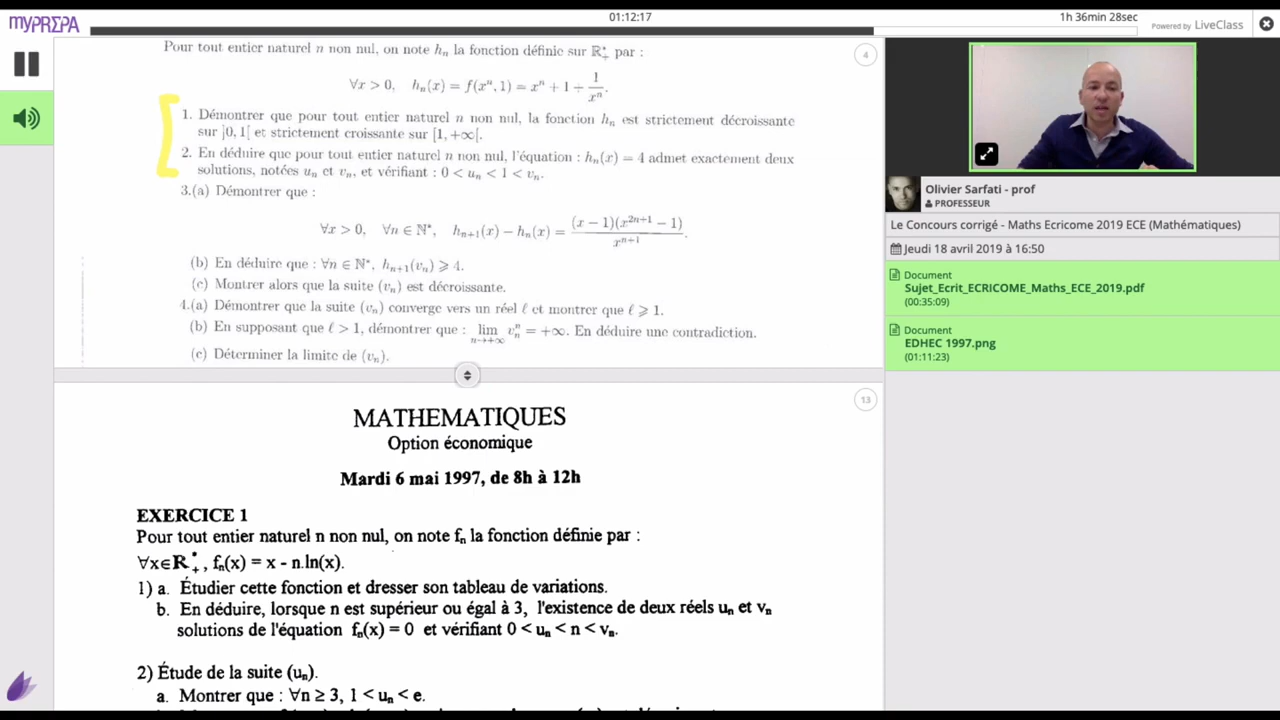 myPREPA
01:12:17
1h 36min 28sec
Powered by LiveClass
Pour tout entier naturel n non nul, on note hₙ la fonction définie sur ℝ₊* par :
4
∀x > 0, hₙ(x) = f(xⁿ, 1) = xⁿ + 1 + 1/xⁿ.
1. Démontrer que pour tout entier naturel n non nul, la fonction hₙ est strictement décroissante
sur ]0, 1[ et strictement croissante sur [1, +∞[.
2. En déduire que pour tout entier naturel n non nul, l'équation : hₙ(x) = 4 admet exactement deux
solutions, notées uₙ et vₙ, et vérifiant : 0 < uₙ < 1 < vₙ.
3.(a) Démontrer que :
∀x > 0, ∀n ∈ ℕ*, hₙ₊₁(x) − hₙ(x) = (x − 1)(x²ⁿ⁺¹ − 1)/xⁿ⁺¹.
(b) En déduire que : ∀n ∈ ℕ*, hₙ₊₁(vₙ) ⩾ 4.
(c) Montrer alors que la suite (vₙ) est décroissante.
4.(a) Démontrer que la suite (vₙ) converge vers un réel ℓ et montrer que ℓ ⩾ 1.
(b) En supposant que ℓ > 1, démontrer que : lim n→+∞ vₙⁿ = +∞. En déduire une contradiction.
(c) Déterminer la limite de (vₙ).
13
MATHEMATIQUES
Option économique
Mardi 6 mai 1997, de 8h à 12h
EXERCICE 1
Pour tout entier naturel n non nul, on note fₙ la fonction définie par :
∀x∈R₊*, fₙ(x) = x - n.ln(x).
1) a. Étudier cette fonction et dresser son tableau de variations.
b. En déduire, lorsque n est supérieur ou égal à 3, l'existence de deux réels uₙ et vₙ
solutions de l'équation fₙ(x) = 0 et vérifiant 0 < uₙ < n < vₙ.
2) Étude de la suite (uₙ).
a. Montrer que : ∀n ≥ 3, 1 < uₙ < e.
Olivier Sarfati - prof
PROFESSEUR
Le Concours corrigé - Maths Ecricome 2019 ECE (Mathématiques)
Jeudi 18 avril 2019 à 16:50
Document
Sujet_Ecrit_ECRICOME_Maths_ECE_2019.pdf
(00:35:09)
Document
EDHEC 1997.png
(01:11:23)